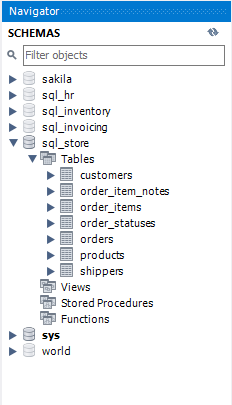 Navigator
SCHEMAS
Filter objects
sakila
sql_hr
sql_inventory
sql_invoicing
sql_store
Tables
customers
order_item_notes
order_items
order_statuses
orders
products
shippers
Views
Stored Procedures
Functions
sys
world